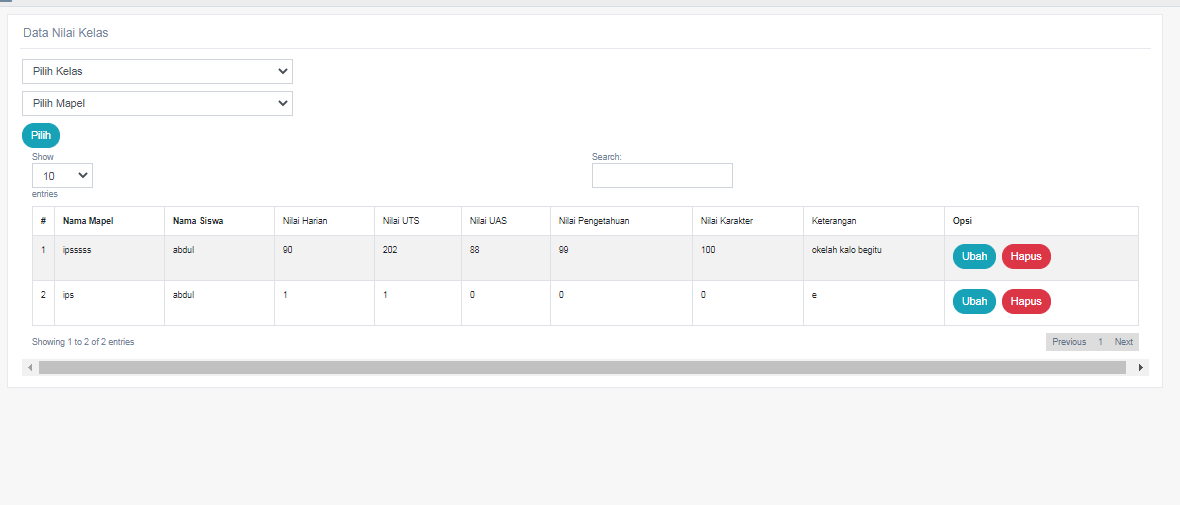 Data Nilai Kelas
Pilih Kelas
Pilih Mapel
Pilih
Show
10
entries
Search:
# Nama Mapel Nama Siswa Nilai Harian Nilai UTS Nilai UAS Nilai Pengetahuan Nilai Karakter Keterangan Opsi
1 ipsssss abdul 90 202 88 99 100 okelah kalo begitu Ubah Hapus
2 ips abdul 1 1 0 0 0 e Ubah Hapus
Showing 1 to 2 of 2 entries
Previous 1 Next